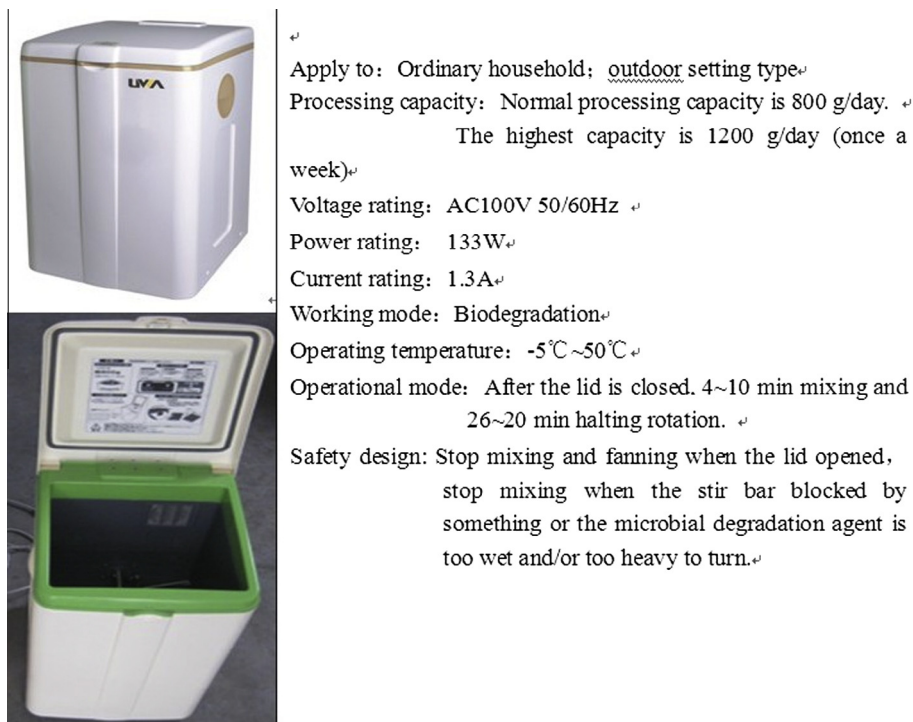 LIVA
Apply to： Ordinary household； outdoor setting type
Processing capacity： Normal processing capacity is 800 g/day.
The highest capacity is 1200 g/day (once a
week)
Voltage rating： AC100V 50/60Hz
Power rating： 133W
Current rating： 1.3A
Working mode： Biodegradation
Operating temperature： -5℃~50℃
Operational mode： After the lid is closed. 4~10 min mixing and
26~20 min halting rotation.
Safety design: Stop mixing and fanning when the lid opened，
stop mixing when the stir bar blocked by
something or the microbial degradation agent is
too wet and/or too heavy to turn.